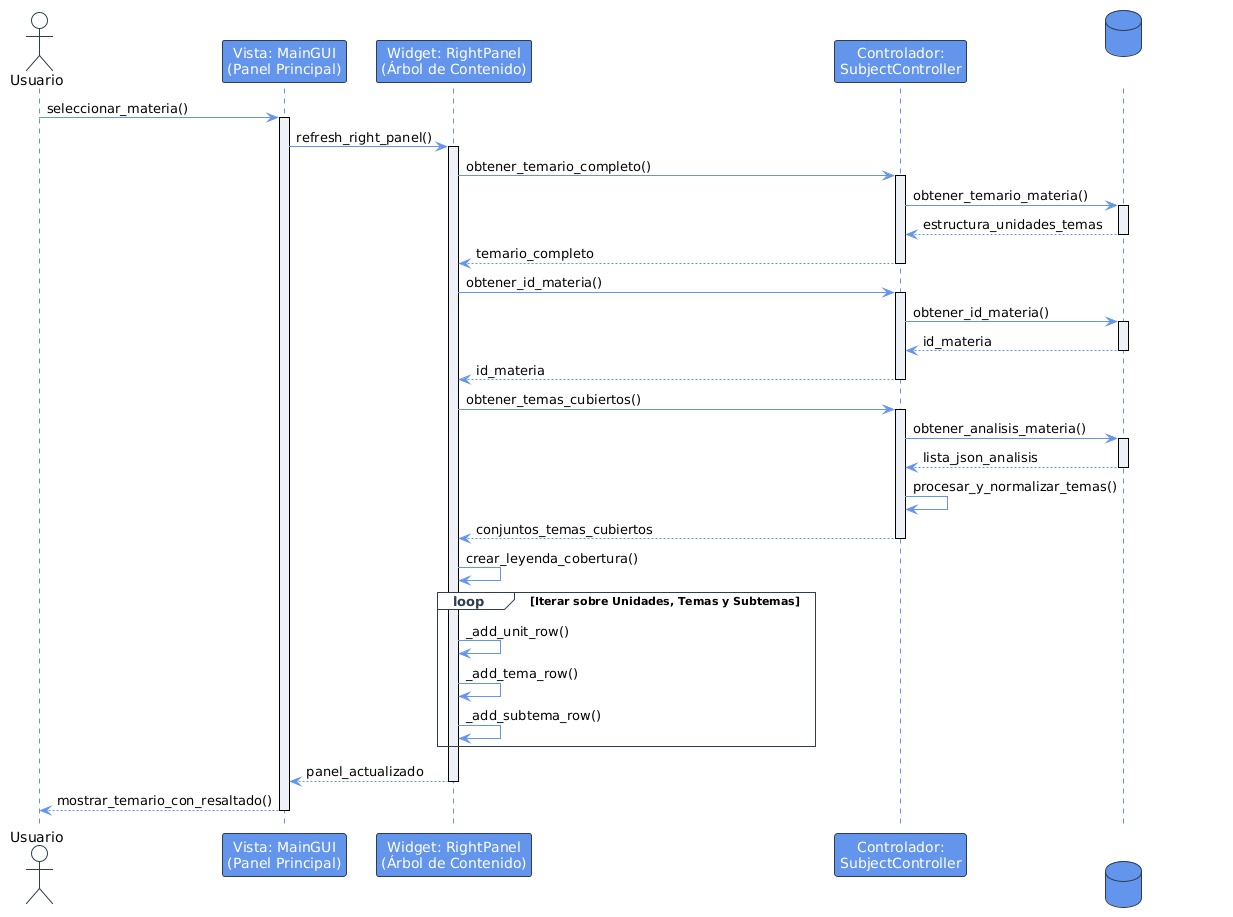 Usuario
Vista: MainGUI
(Panel Principal)
Widget: RightPanel
(Árbol de Contenido)
Controlador:
SubjectController
seleccionar_materia()
refresh_right_panel()
obtener_temario_completo()
obtener_temario_materia()
estructura_unidades_temas
temario_completo
obtener_id_materia()
obtener_id_materia()
id_materia
id_materia
obtener_temas_cubiertos()
obtener_analisis_materia()
lista_json_analisis
procesar_y_normalizar_temas()
conjuntos_temas_cubiertos
crear_leyenda_cobertura()
loop
[Iterar sobre Unidades, Temas y Subtemas]
_add_unit_row()
_add_tema_row()
_add_subtema_row()
panel_actualizado
mostrar_temario_con_resaltado()
Usuario
Vista: MainGUI
(Panel Principal)
Widget: RightPanel
(Árbol de Contenido)
Controlador:
SubjectController